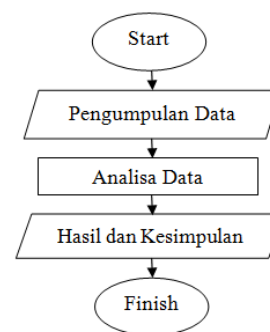 Start
Pengumpulan Data
Analisa Data
Hasil dan Kesimpulan
Finish